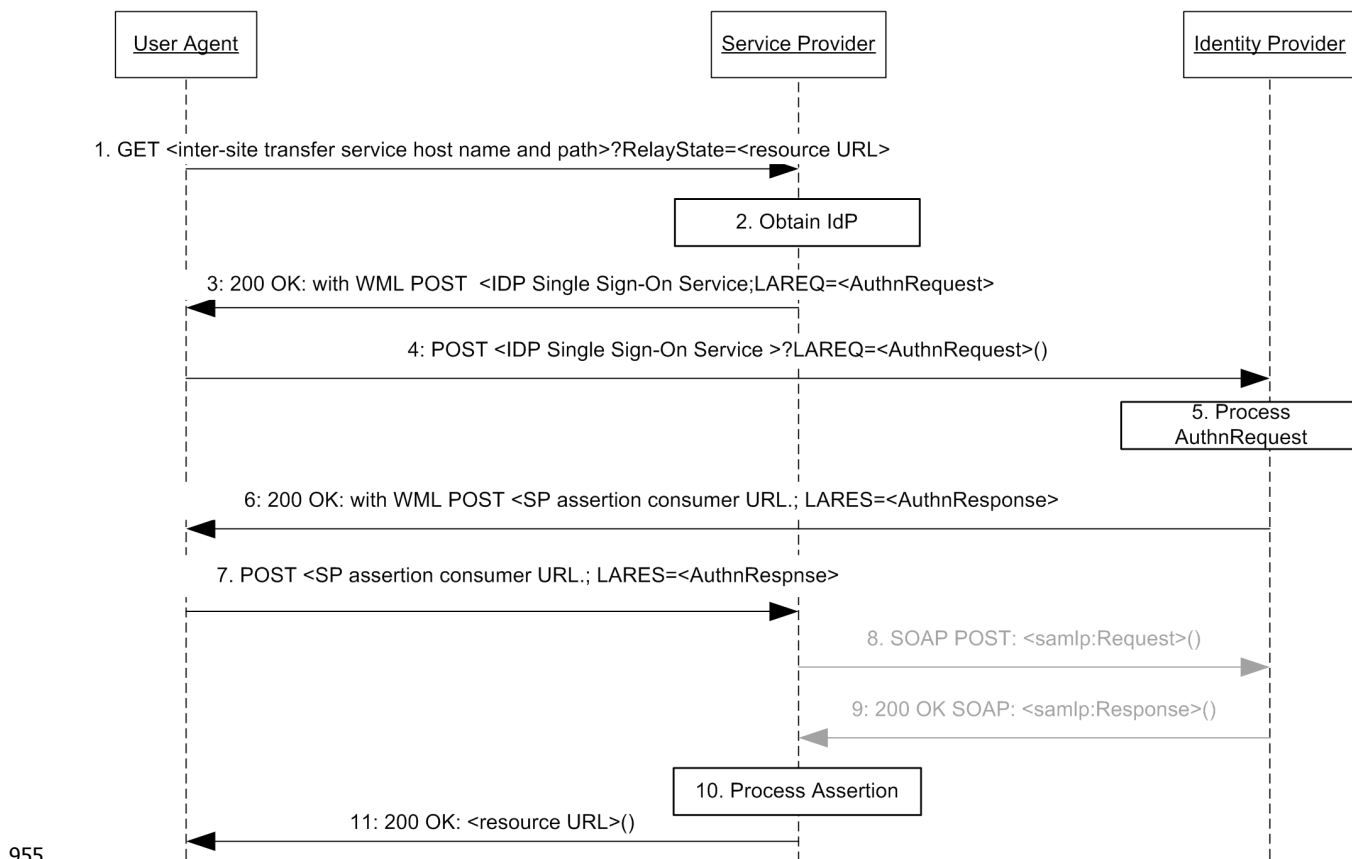 User Agent
Service Provider
Identity Provider
1. GET <inter-site transfer service host name and path>?RelayState=<resource URL>
2. Obtain IdP
3: 200 OK: with WML POST  <IDP Single Sign-On Service;LAREQ=<AuthnRequest>
4: POST <IDP Single Sign-On Service >?LAREQ=<AuthnRequest>()
5. Process
AuthnRequest
6: 200 OK: with WML POST <SP assertion consumer URL.; LARES=<AuthnResponse>
7. POST <SP assertion consumer URL.; LARES=<AuthnRespnse>
8. SOAP POST: <samlp:Request>()
9: 200 OK SOAP: <samlp:Response>()
10. Process Assertion
11: 200 OK: <resource URL>()
955